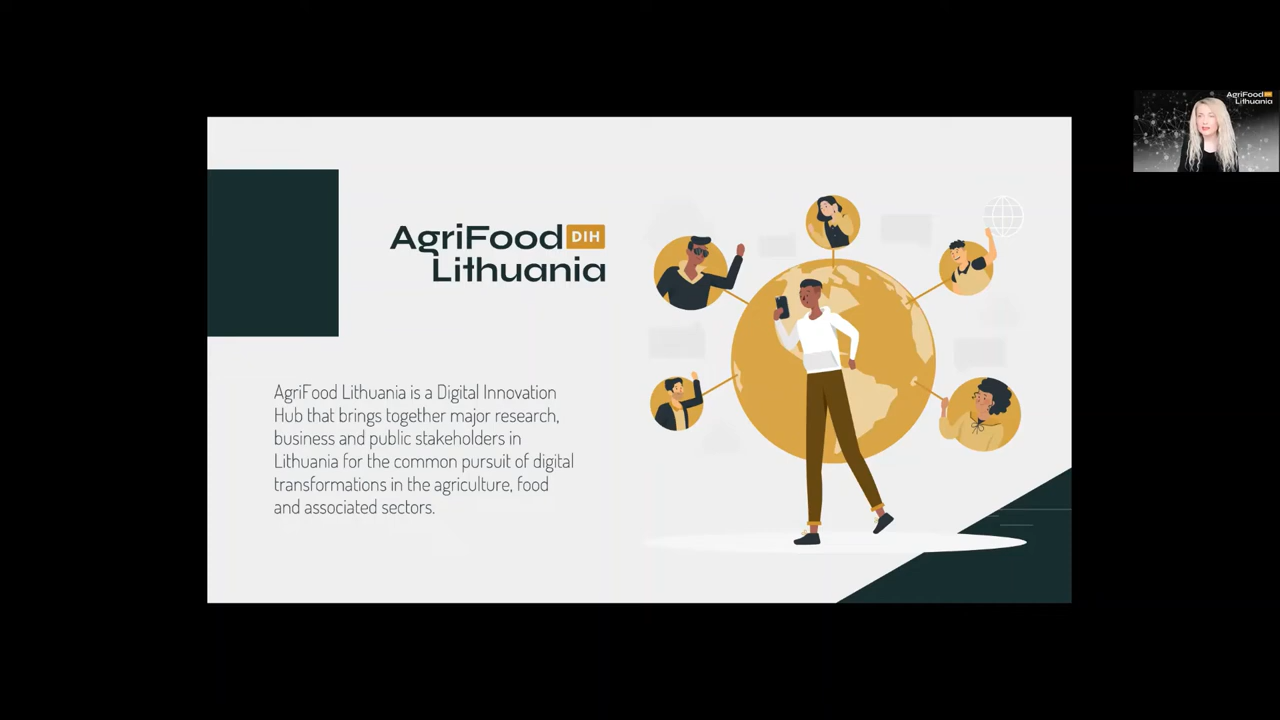 AgriFood DIH
Lithuania
AgriFood Lithuania is a Digital Innovation
Hub that brings together major research,
business and public stakeholders in
Lithuania for the common pursuit of digital
transformations in the agriculture, food
and associated sectors.
AgriFood DIH
Lithuania